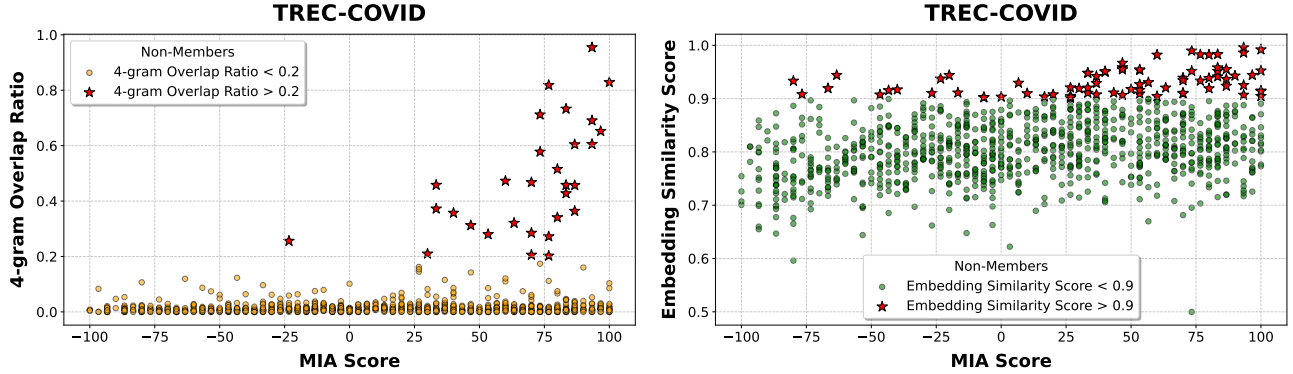 TREC-COVID
4-gram Overlap Ratio
1.0
0.8
0.6
0.4
0.2
0.0
Non-Members
4-gram Overlap Ratio < 0.2
4-gram Overlap Ratio > 0.2
−100
−75
−50
−25
0
25
50
75
100
MIA Score
TREC-COVID
Embedding Similarity Score
1.0
0.9
0.8
0.7
0.6
0.5
Non-Members
Embedding Similarity Score < 0.9
Embedding Similarity Score > 0.9
−100
−75
−50
−25
0
25
50
75
100
MIA Score